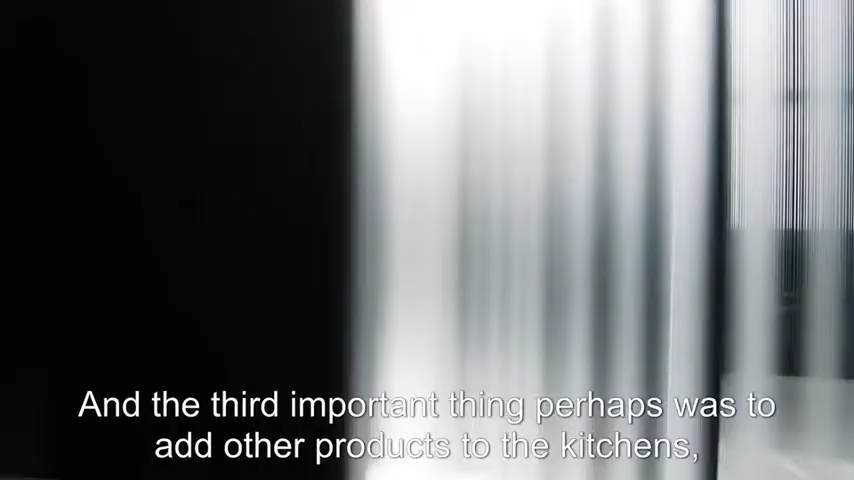 And the third important thing perhaps was to
add other products to the kitchens,